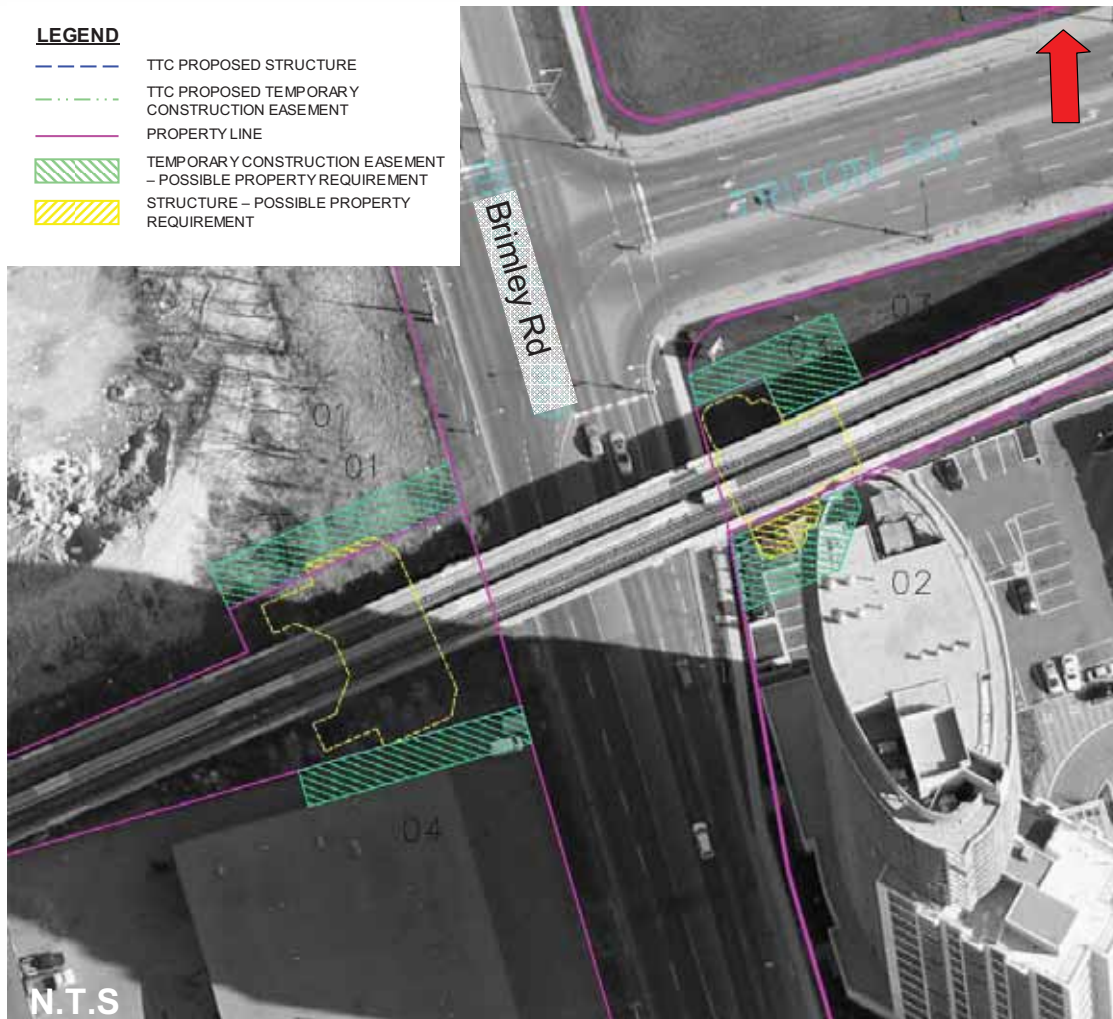 LEGEND
TTC PROPOSED STRUCTURE
TTC PROPOSED TEMPORARY
CONSTRUCTION EASEMENT
PROPERTY LINE
TEMPORARY CONSTRUCTION EASEMENT
– POSSIBLE PROPERTY REQUIREMENT
STRUCTURE – POSSIBLE PROPERTY
REQUIREMENT
TRITON RD
Brimley Rd
03
03
01
01
02
04
N.T.S